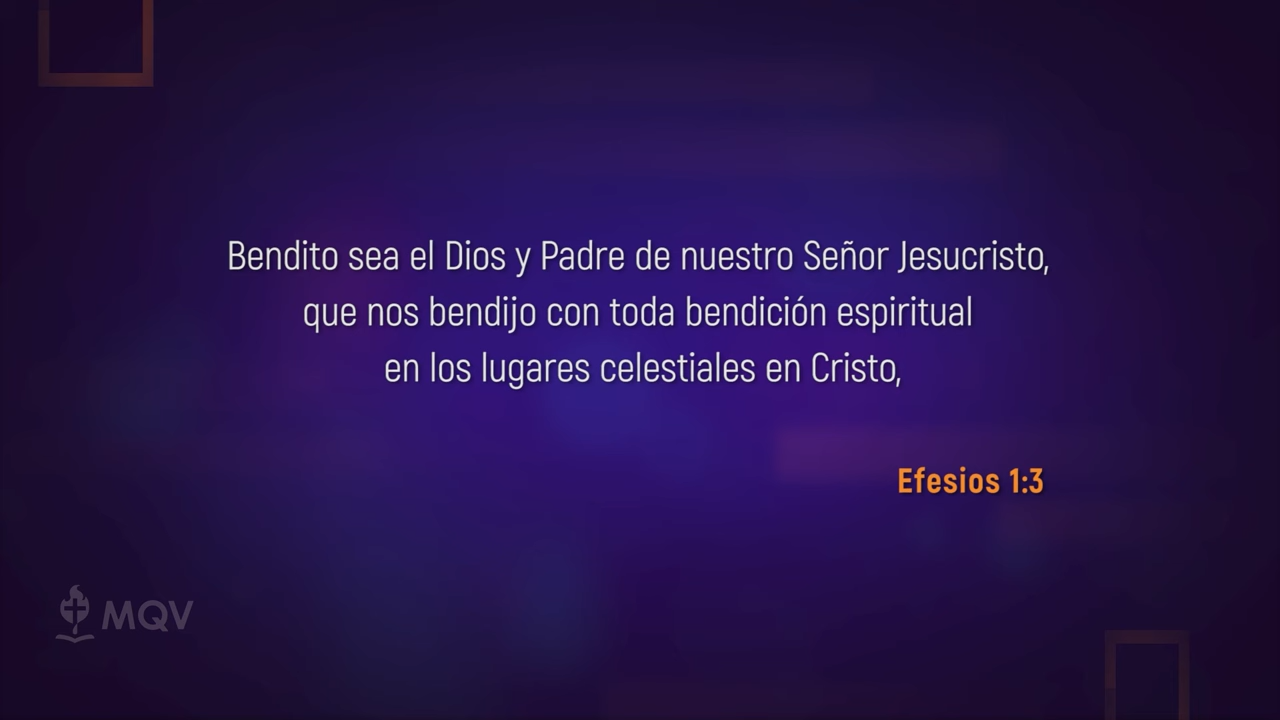 Bendito sea el Dios y Padre de nuestro Señor Jesucristo,
que nos bendijo con toda bendición espiritual
en los lugares celestiales en Cristo,
Efesios 1:3
MQV